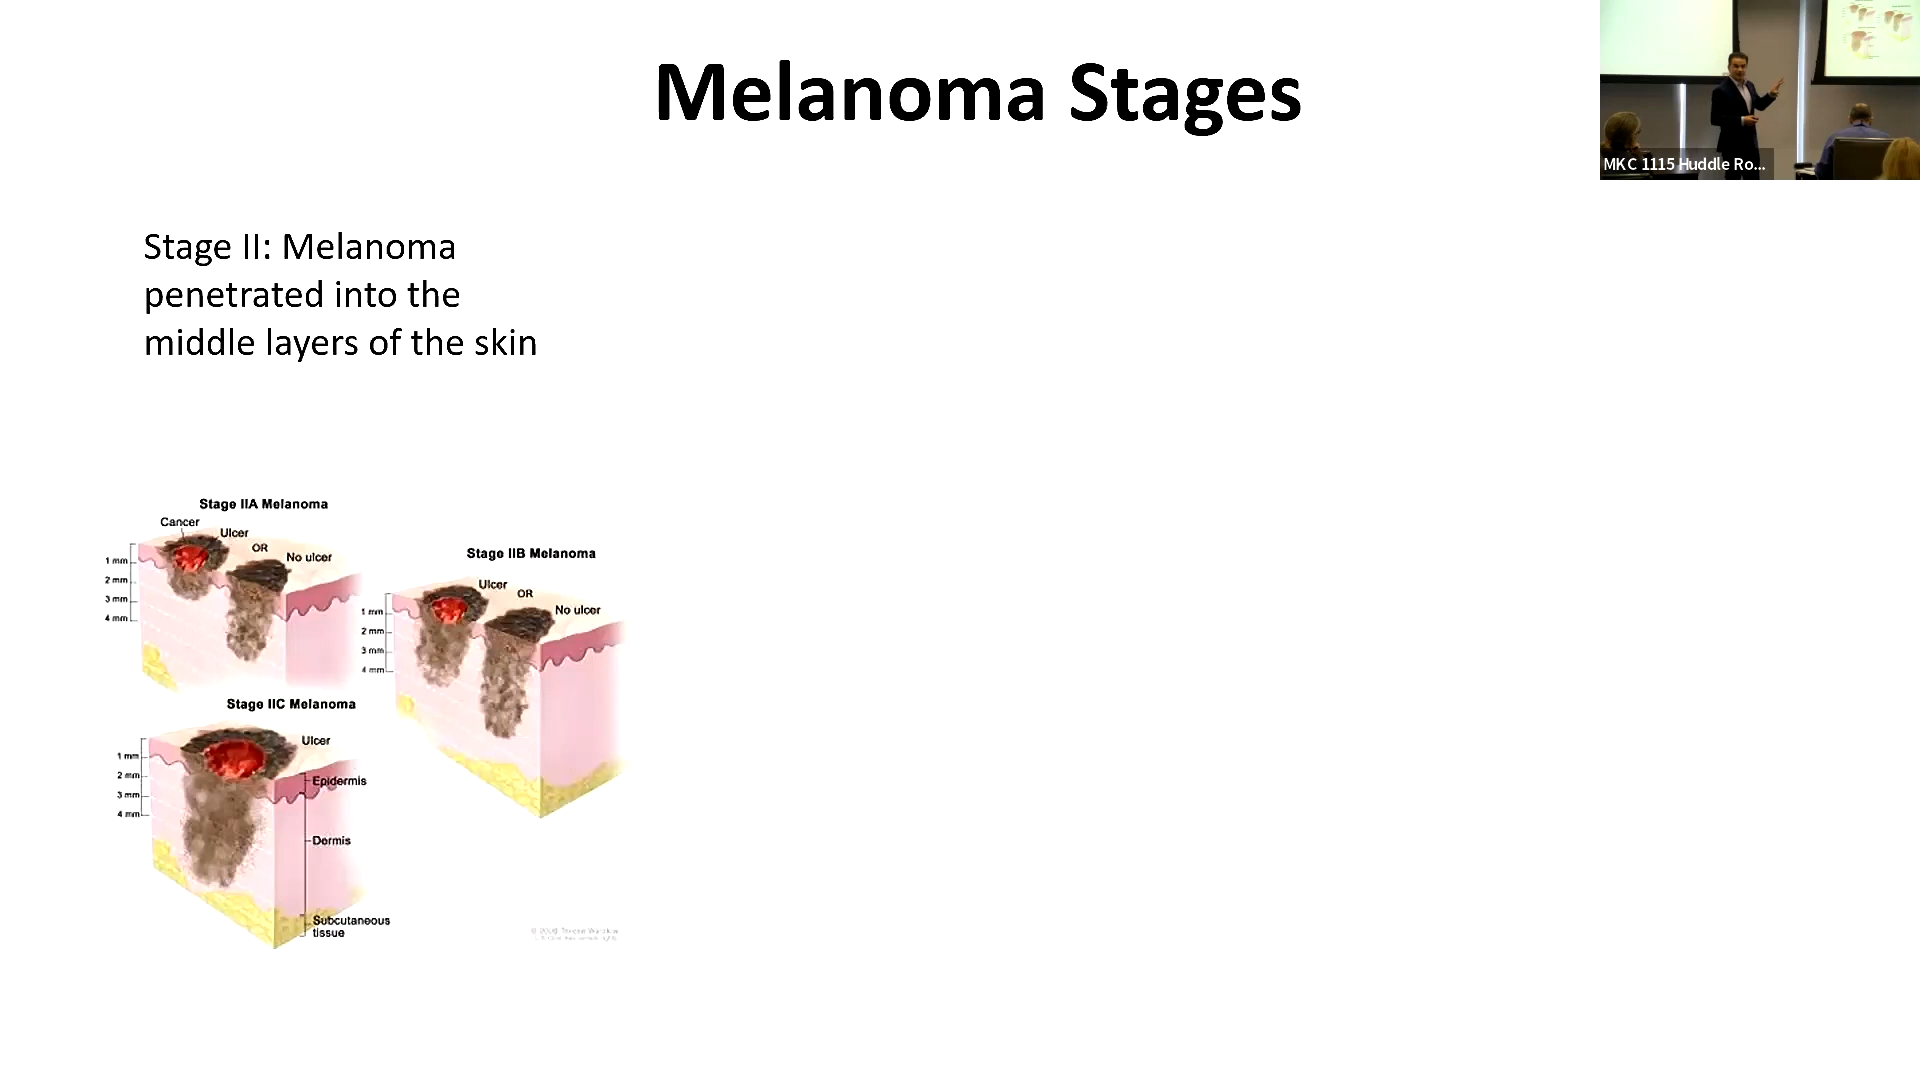 Melanoma Stages
MKC 1115 Huddle Ro...
Stage II: Melanoma
penetrated into the
middle layers of the skin
Stage IIA Melanoma
Cancer
Ulcer
OR
No ulcer
1 mm
2 mm
3 mm
4 mm
Stage IIB Melanoma
Ulcer
OR
No ulcer
1 mm
2 mm
3 mm
4 mm
Stage IIC Melanoma
Ulcer
1 mm
2 mm
3 mm
4 mm
Epidermis
Dermis
Subcutaneous
tissue